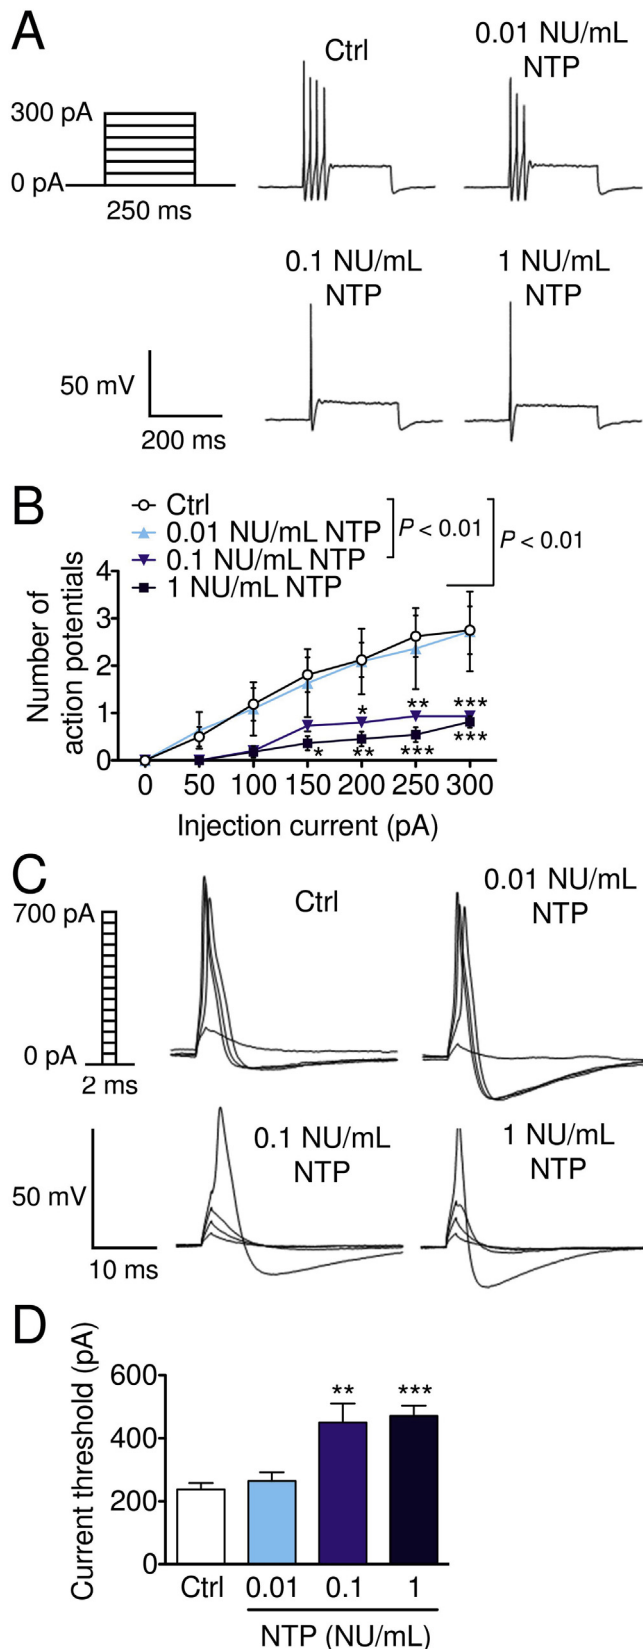 A
Ctrl
0.01 NU/mL
NTP
300 pA
0 pA
250 ms
0.1 NU/mL
NTP
1 NU/mL
NTP
50 mV
200 ms
B
Ctrl
0.01 NU/mL NTP
0.1 NU/mL NTP
1 NU/mL NTP
P < 0.01
P < 0.01
Number of
action potentials
4
3
2
1
0
* ** ***
* ** *** ***
0 50 100 150 200 250 300
Injection current (pA)
C
Ctrl
0.01 NU/mL
NTP
700 pA
0 pA
2 ms
0.1 NU/mL
NTP
1 NU/mL
NTP
50 mV
10 ms
D
Current threshold (pA)
600
400
200
0
** ***
Ctrl 0.01 0.1 1
NTP (NU/mL)